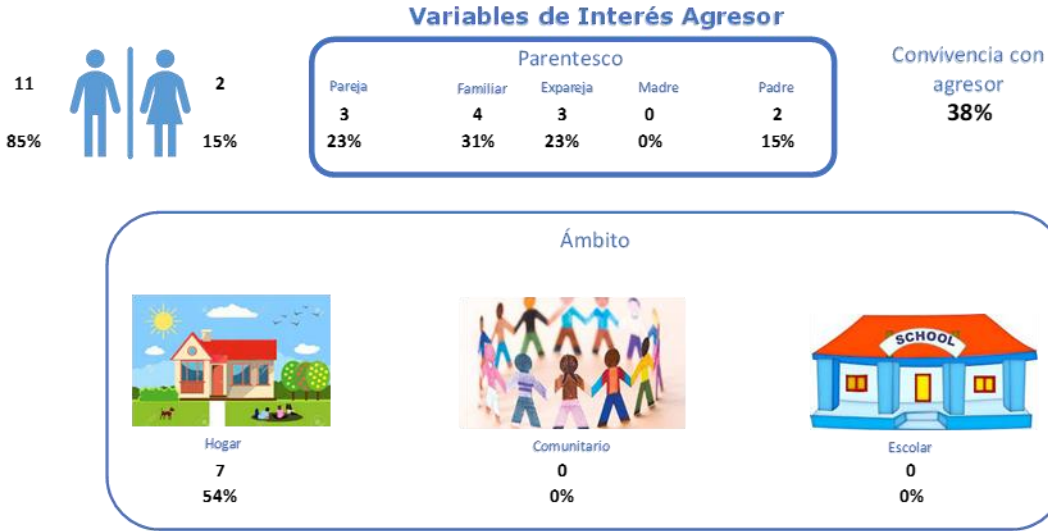 Variables de Interés Agresor
11
85%
2
15%
Parentesco
Pareja Familiar Expareja Madre Padre
3 4 3 0 2
23% 31% 23% 0% 15%
Convivencia con
agresor
38%
Ámbito
SCHOOL
Hogar Comunitario Escolar
7 0 0
54% 0% 0%